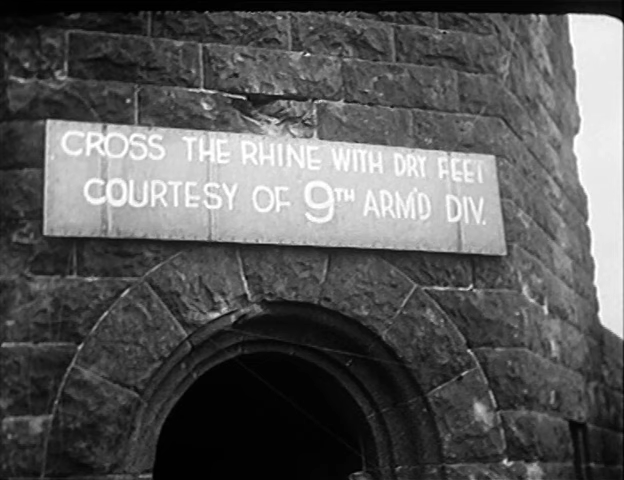 CROSS THE RHINE WITH DRY FEET
COURTESY OF 9TH ARM'D DIV.